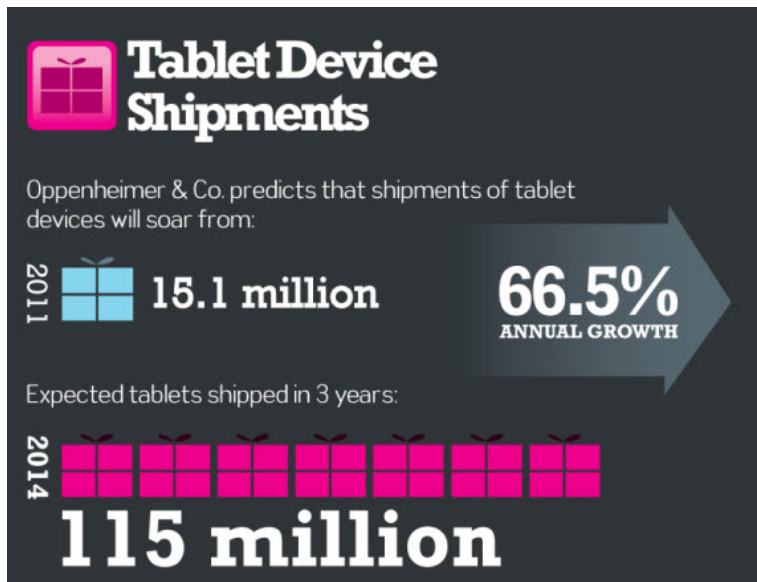 Tablet Device
Shipments
Oppenheimer & Co. predicts that shipments of tablet
devices will soar from:
2011
15.1 million
66.5%
ANNUAL GROWTH
Expected tablets shipped in 3 years:
2014
115 million